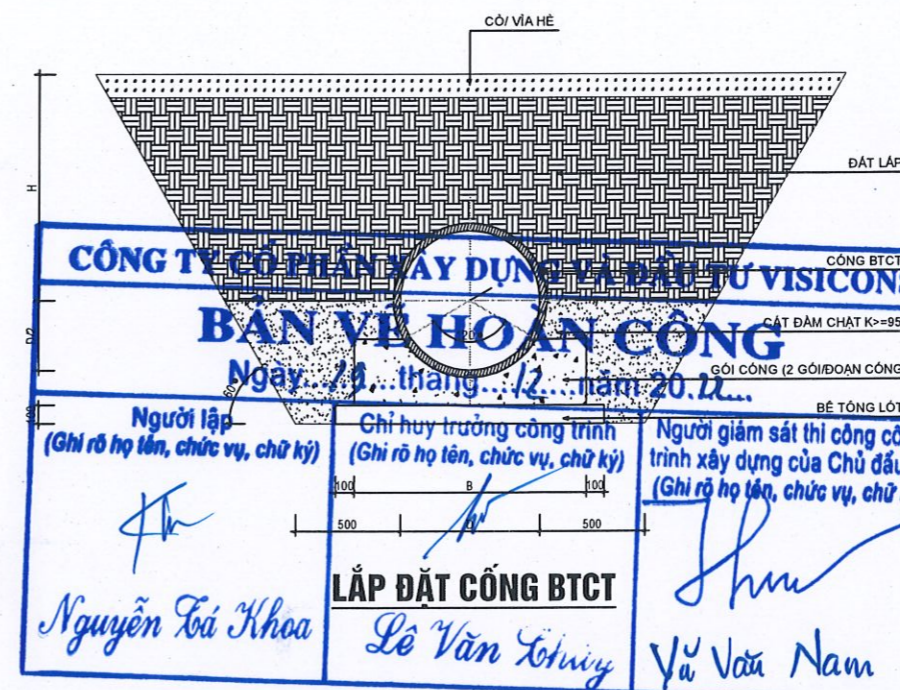 CỎ/ VỈA HÈ
H
ĐẤT LẤP
CÔNG TY CỔ PHẦN XÂY DỰNG VÀ ĐẦU TƯ VISICONS
CỐNG BTCT
BẢN VẼ HOÀN CÔNG
CÁT ĐẦM CHẶT K>=95
D/2
Ngày.........tháng...12...năm 20.22...
GỐI CỐNG (2 GỐI/ĐOẠN CỐNG
60°
100
BÊ TÔNG LÓT
Người lập
(Ghi rõ họ tên, chức vụ, chữ ký)
Chỉ huy trưởng công trình
(Ghi rõ họ tên, chức vụ, chữ ký)
Người giám sát thi công cô
trình xây dựng của Chủ đầu
(Ghi rõ họ tên, chức vụ, chữ
100 B 100
500 500
LẮP ĐẶT CỐNG BTCT
Nguyễn Bá Khoa
Lê Văn
Vũ Văn Nam